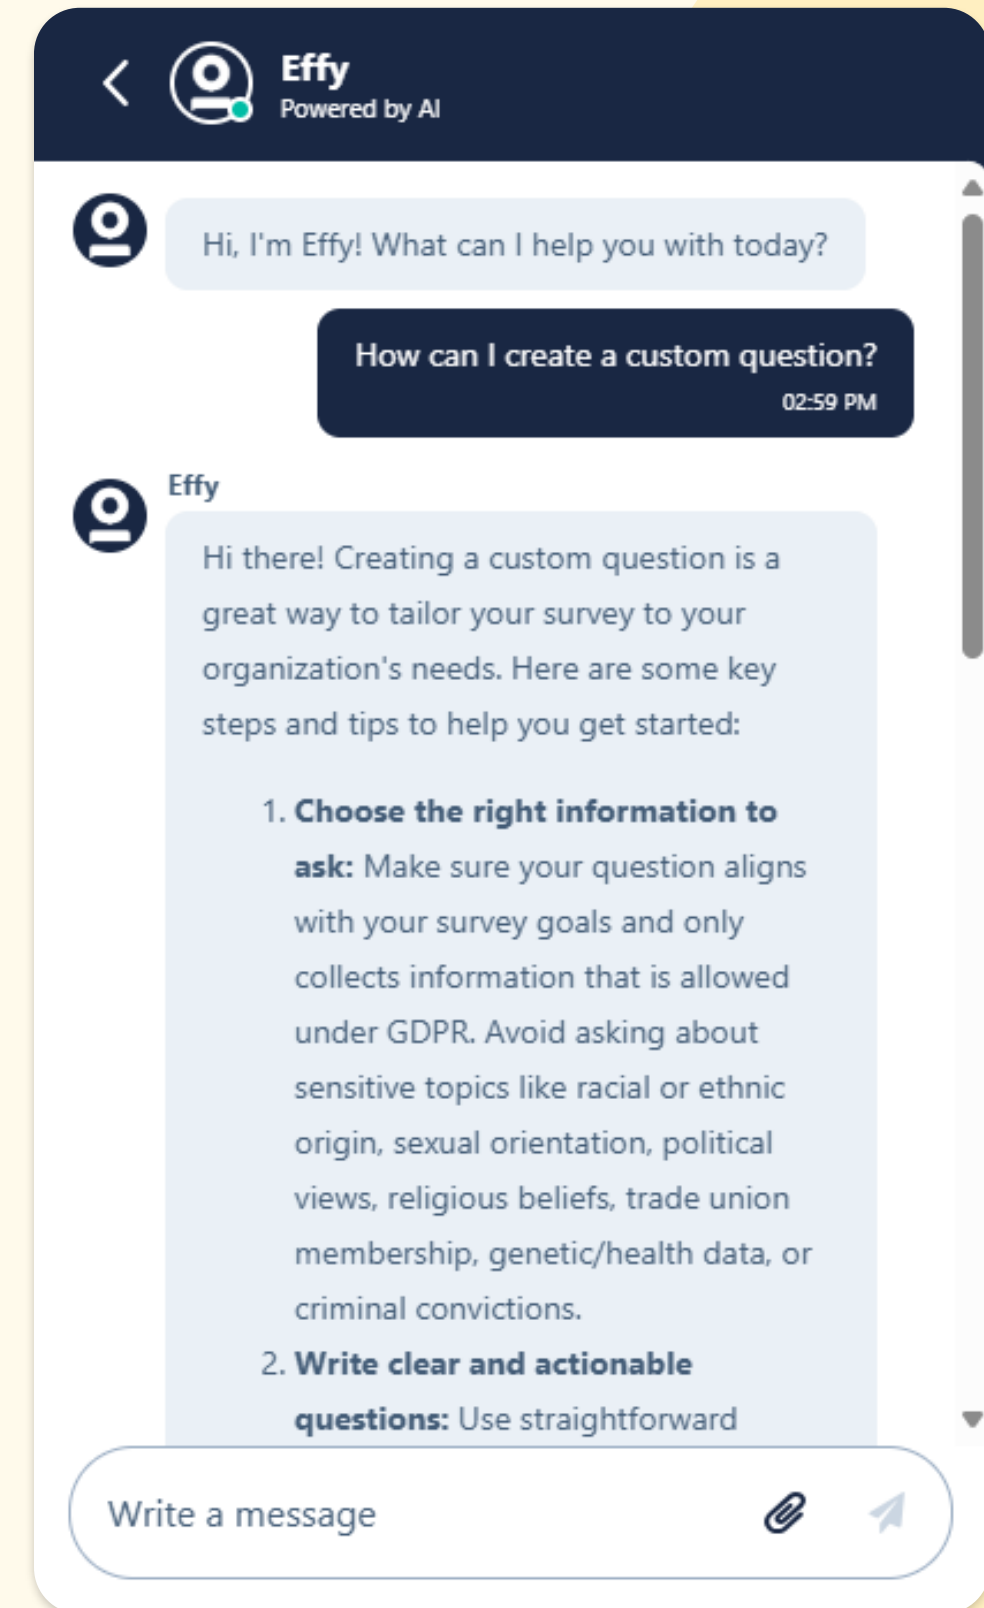 Effy
Powered by AI
Hi, I'm Effy! What can I help you with today?
How can I create a custom question?
02:59 PM
Effy
Hi there! Creating a custom question is a
great way to tailor your survey to your
organization's needs. Here are some key
steps and tips to help you get started:
1. Choose the right information to
ask: Make sure your question aligns
with your survey goals and only
collects information that is allowed
under GDPR. Avoid asking about
sensitive topics like racial or ethnic
origin, sexual orientation, political
views, religious beliefs, trade union
membership, genetic/health data, or
criminal convictions.
2. Write clear and actionable
questions: Use straightforward
Write a message